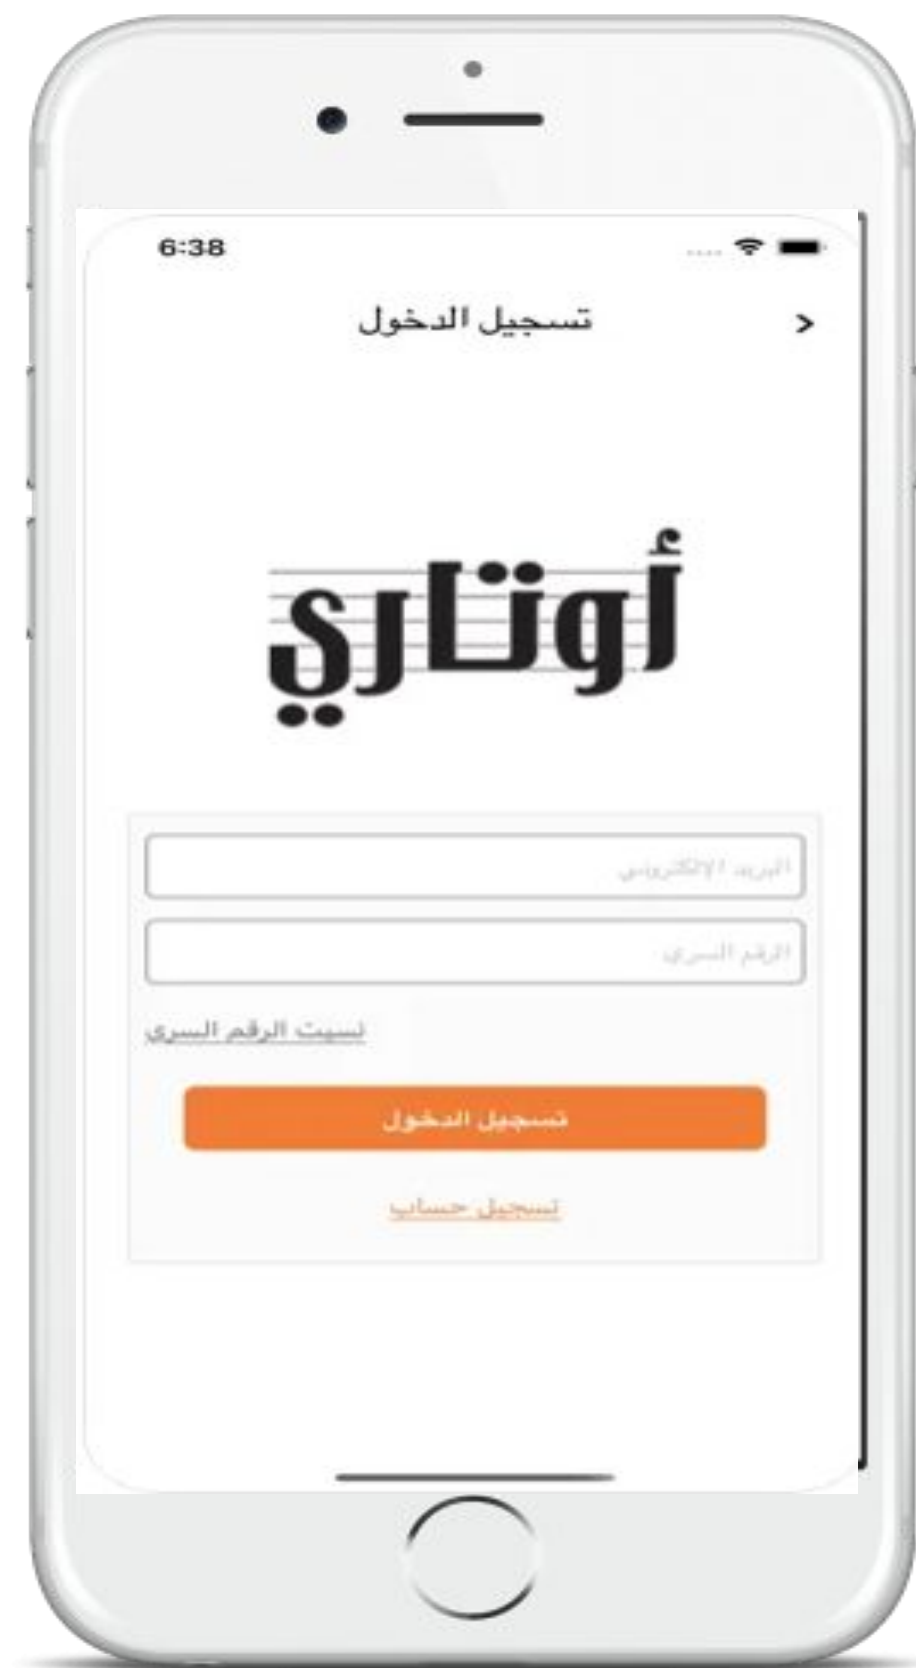 6:38
تسجيل الدخول
أوتاري
البريد الإلكتروني
الرقم السري
نسيت الرقم السري
تسجيل الدخول
تسجيل حساب